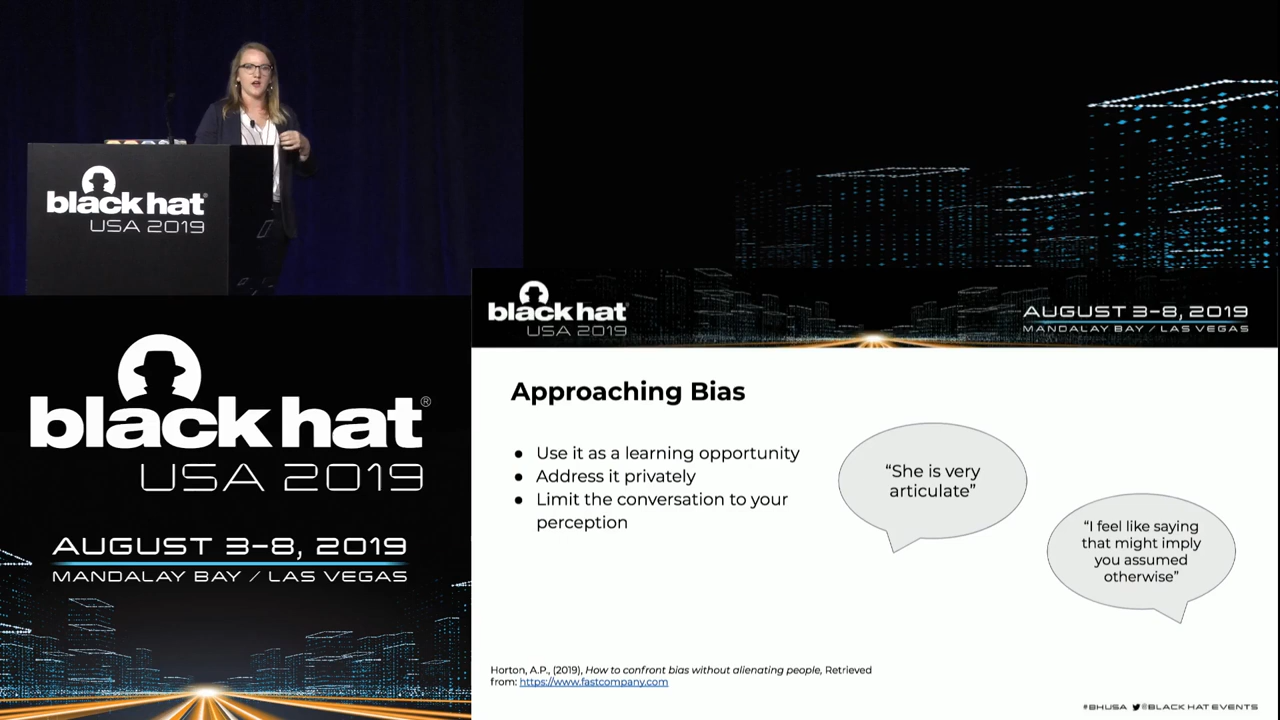 black hat
USA 2019
black hat®
USA 2019
AUGUST 3-8, 2019
MANDALAY BAY / LAS VEGAS
black hat
USA 2019
AUGUST 3-8, 2019
MANDALAY BAY / LAS VEGAS
Approaching Bias
● Use it as a learning opportunity
● Address it privately
● Limit the conversation to your
perception
“She is very
articulate”
“I feel like saying
that might imply
you assumed
otherwise”
Horton, A.P., (2019), How to confront bias without alienating people, Retrieved
from: https://www.fastcompany.com
#BHUSA @BLACK HAT EVENTS